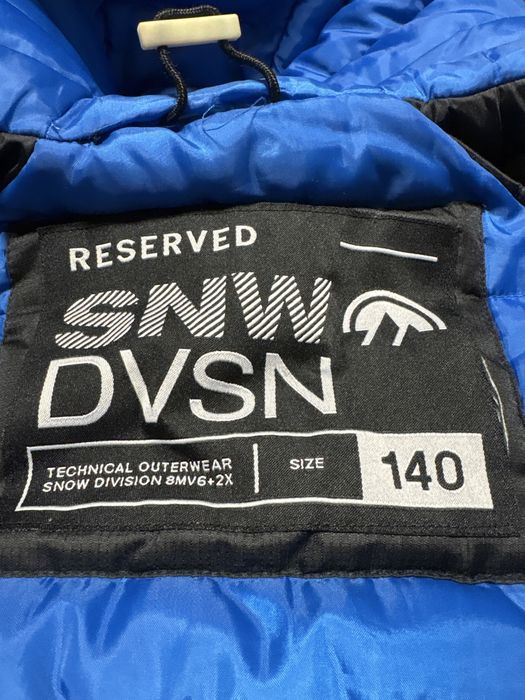 RESERVED
SNW
DVSN
TECHNICAL OUTERWEAR
SNOW DIVISION 8MV6+2X
SIZE
140